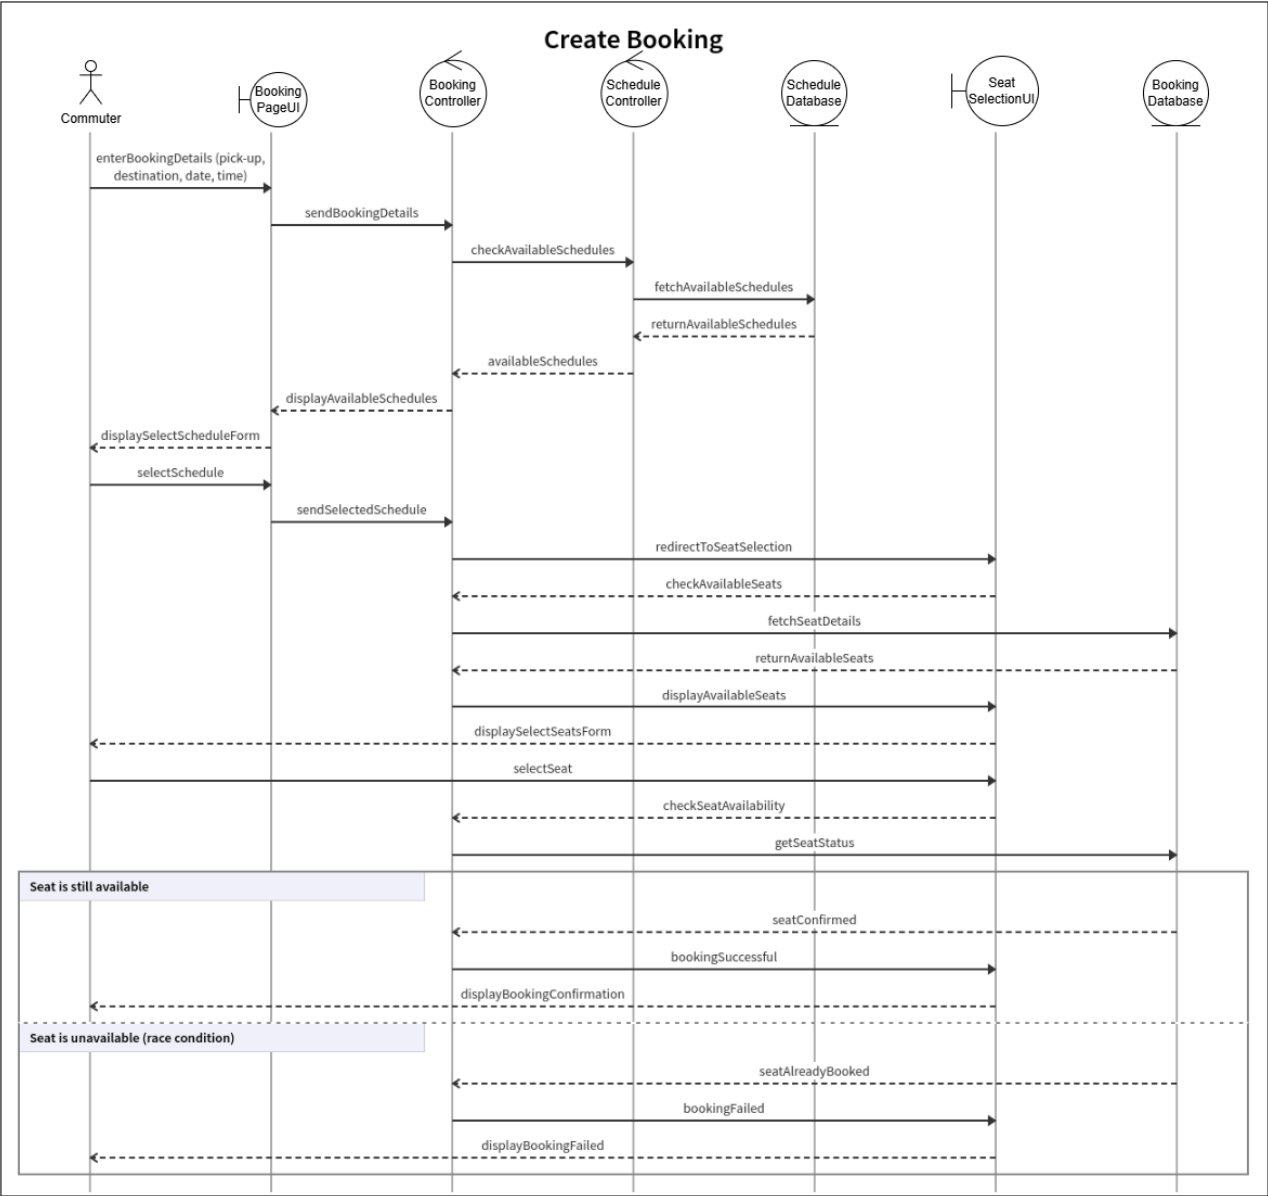 Create Booking
Commuter
Booking
PageUI
Booking
Controller
Schedule
Controller
Schedule
Database
Seat
SelectionUI
Booking
Database
enterBookingDetails (pick-up,
destination, date, time)
sendBookingDetails
checkAvailableSchedules
fetchAvailableSchedules
returnAvailableSchedules
availableSchedules
displayAvailableSchedules
displaySelectScheduleForm
selectSchedule
sendSelectedSchedule
redirectToSeatSelection
checkAvailableSeats
fetchSeatDetails
returnAvailableSeats
displayAvailableSeats
displaySelectSeatsForm
selectSeat
checkSeatAvailability
getSeatStatus
Seat is still available
seatConfirmed
bookingSuccessful
displayBookingConfirmation
Seat is unavailable (race condition)
seatAlreadyBooked
bookingFailed
displayBookingFailed